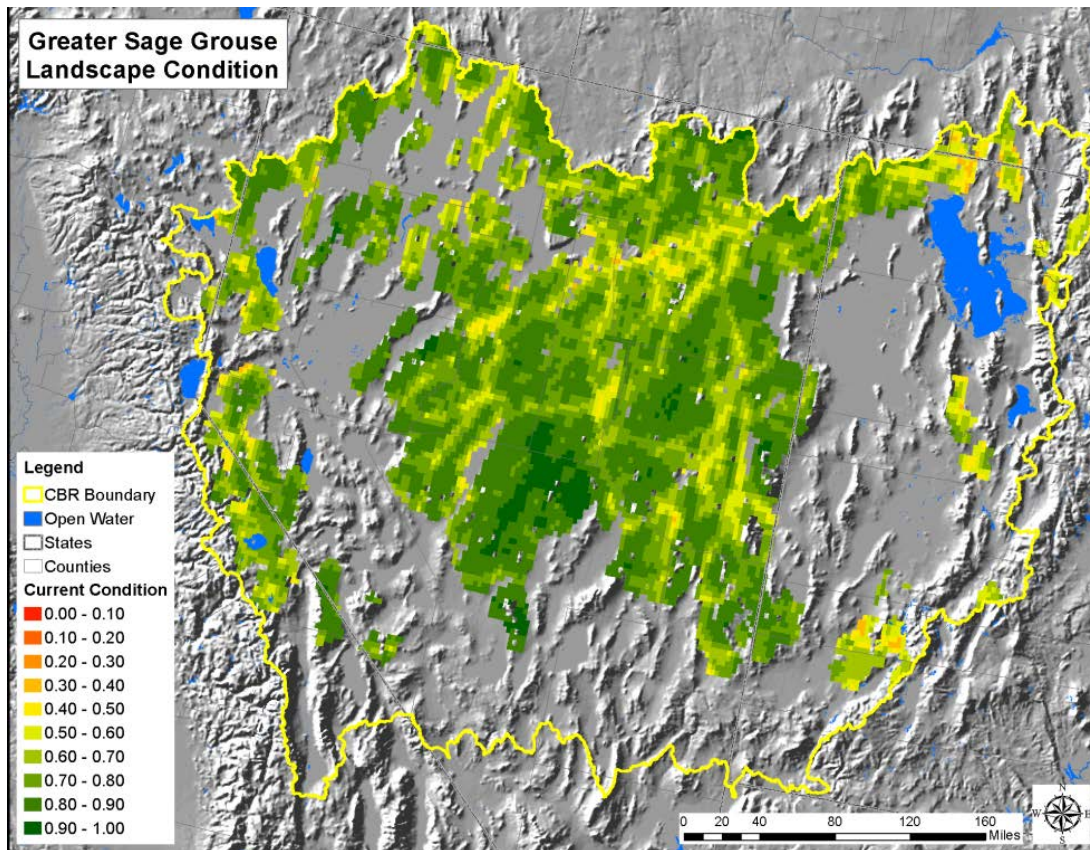 Greater Sage Grouse
Landscape Condition
Legend
CBR Boundary
Open Water
States
Counties
Current Condition
0.00 - 0.10
0.10 - 0.20
0.20 - 0.30
0.30 - 0.40
0.40 - 0.50
0.50 - 0.60
0.60 - 0.70
0.70 - 0.80
0.80 - 0.90
0.90 - 1.00
0 20 40 80 120 160
Miles
N
W E
S